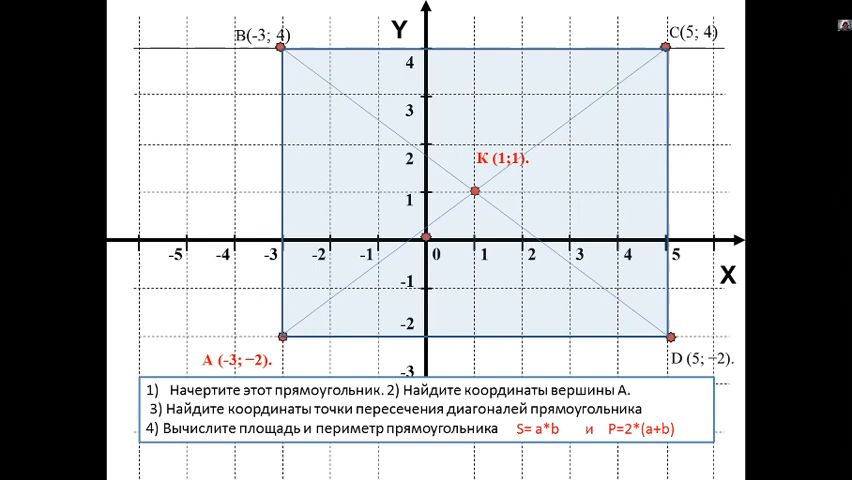 B(-3; 4)
Y
C(5; 4)
4
3
2
K (1;1).
1
-5 -4 -3 -2 -1 0 1 2 3 4 5
X
-1
-2
A (-3; −2).
D (5; −2).
-3
1) Начертите этот прямоугольник. 2) Найдите координаты вершины А.
3) Найдите координаты точки пересечения диагоналей прямоугольника
4) Вычислите площадь и периметр прямоугольника S= a*b и P=2*(a+b)